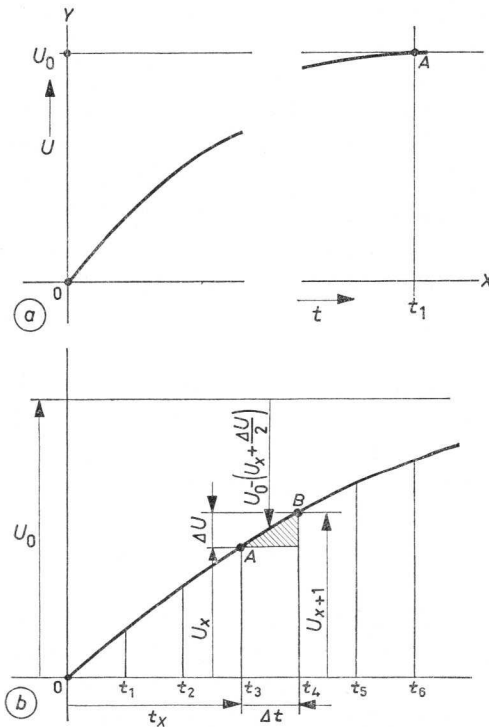 Y
U₀
A
U
0
X
t
t₁
a
U₀-(Uₓ+ΔU/2)
B
ΔU
A
U₀
Uₓ
Uₓ₊₁
0
t₁ t₂ t₃ t₄ t₅ t₆
b
tₓ Δt